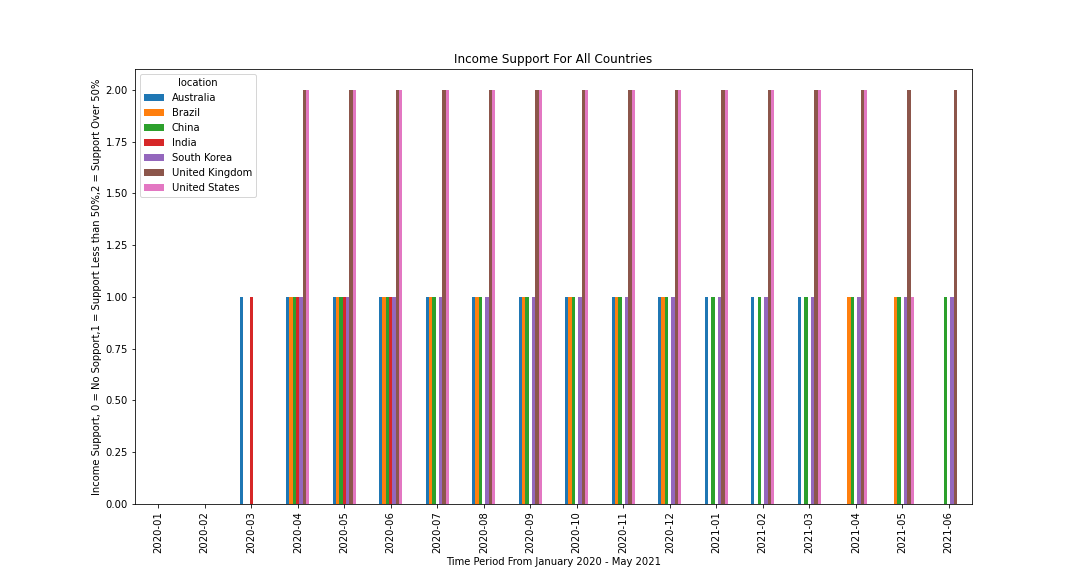 Income Support For All Countries
Income Support, 0 = No Sopport,1 = Support Less than 50%,2 = Support Over 50%
2.00
1.75
1.50
1.25
1.00
0.75
0.50
0.25
0.00
location
Australia
Brazil
China
India
South Korea
United Kingdom
United States
2020-01
2020-02
2020-03
2020-04
2020-05
2020-06
2020-07
2020-08
2020-09
2020-10
2020-11
2020-12
2021-01
2021-02
2021-03
2021-04
2021-05
2021-06
Time Period From January 2020 - May 2021